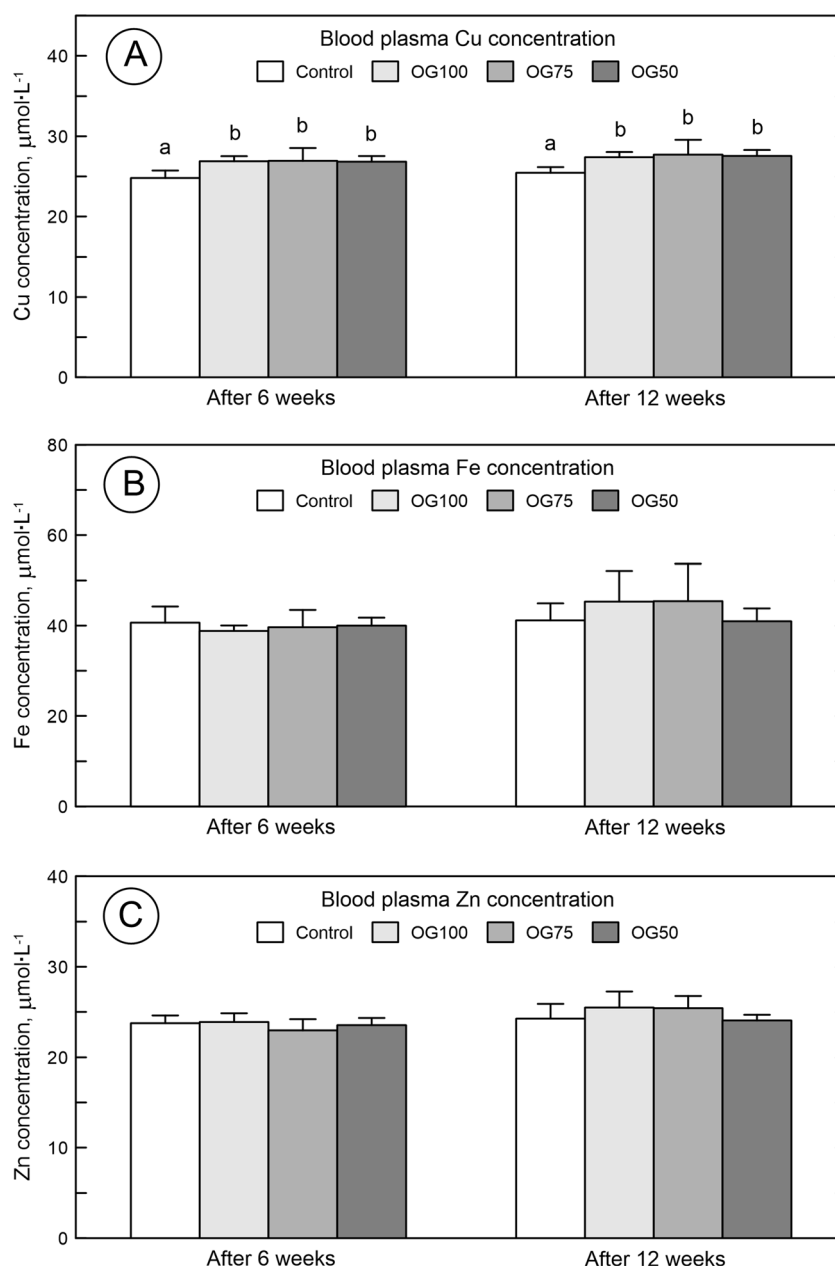 A
Blood plasma Cu concentration
Control OG100 OG75 OG50
Cu concentration, µmol·L⁻¹
40
30
20
10
0
a b b b
a b b b
After 6 weeks
After 12 weeks
B
Blood plasma Fe concentration
Control OG100 OG75 OG50
Fe concentration, µmol·L⁻¹
80
60
40
20
0
After 6 weeks
After 12 weeks
C
Blood plasma Zn concentration
Control OG100 OG75 OG50
Zn concentration, µmol·L⁻¹
40
30
20
10
0
After 6 weeks
After 12 weeks